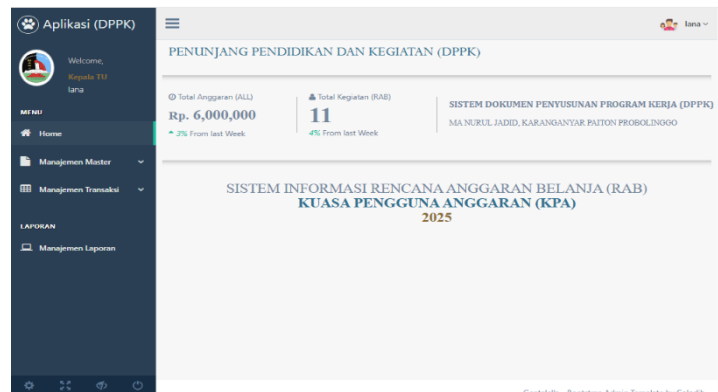 Aplikasi (DPPK)
Welcome,
Kepala TU
lana
MENU
Home
Manajemen Master
Manajemen Transaksi
LAPORAN
Manajemen Laporan
lana
PENUNJANG PENDIDIKAN DAN KEGIATAN (DPPK)
Total Anggaran (ALL)
Rp. 6,000,000
3% From last Week
Total Kegiatan (RAB)
11
4% From last Week
SISTEM DOKUMEN PENYUSUNAN PROGRAM KERJA (DPPK)
MA NURUL JADID, KARANGANYAR PAITON PROBOLINGGO
SISTEM INFORMASI RENCANA ANGGARAN BELANJA (RAB)
KUASA PENGGUNA ANGGARAN (KPA)
2025